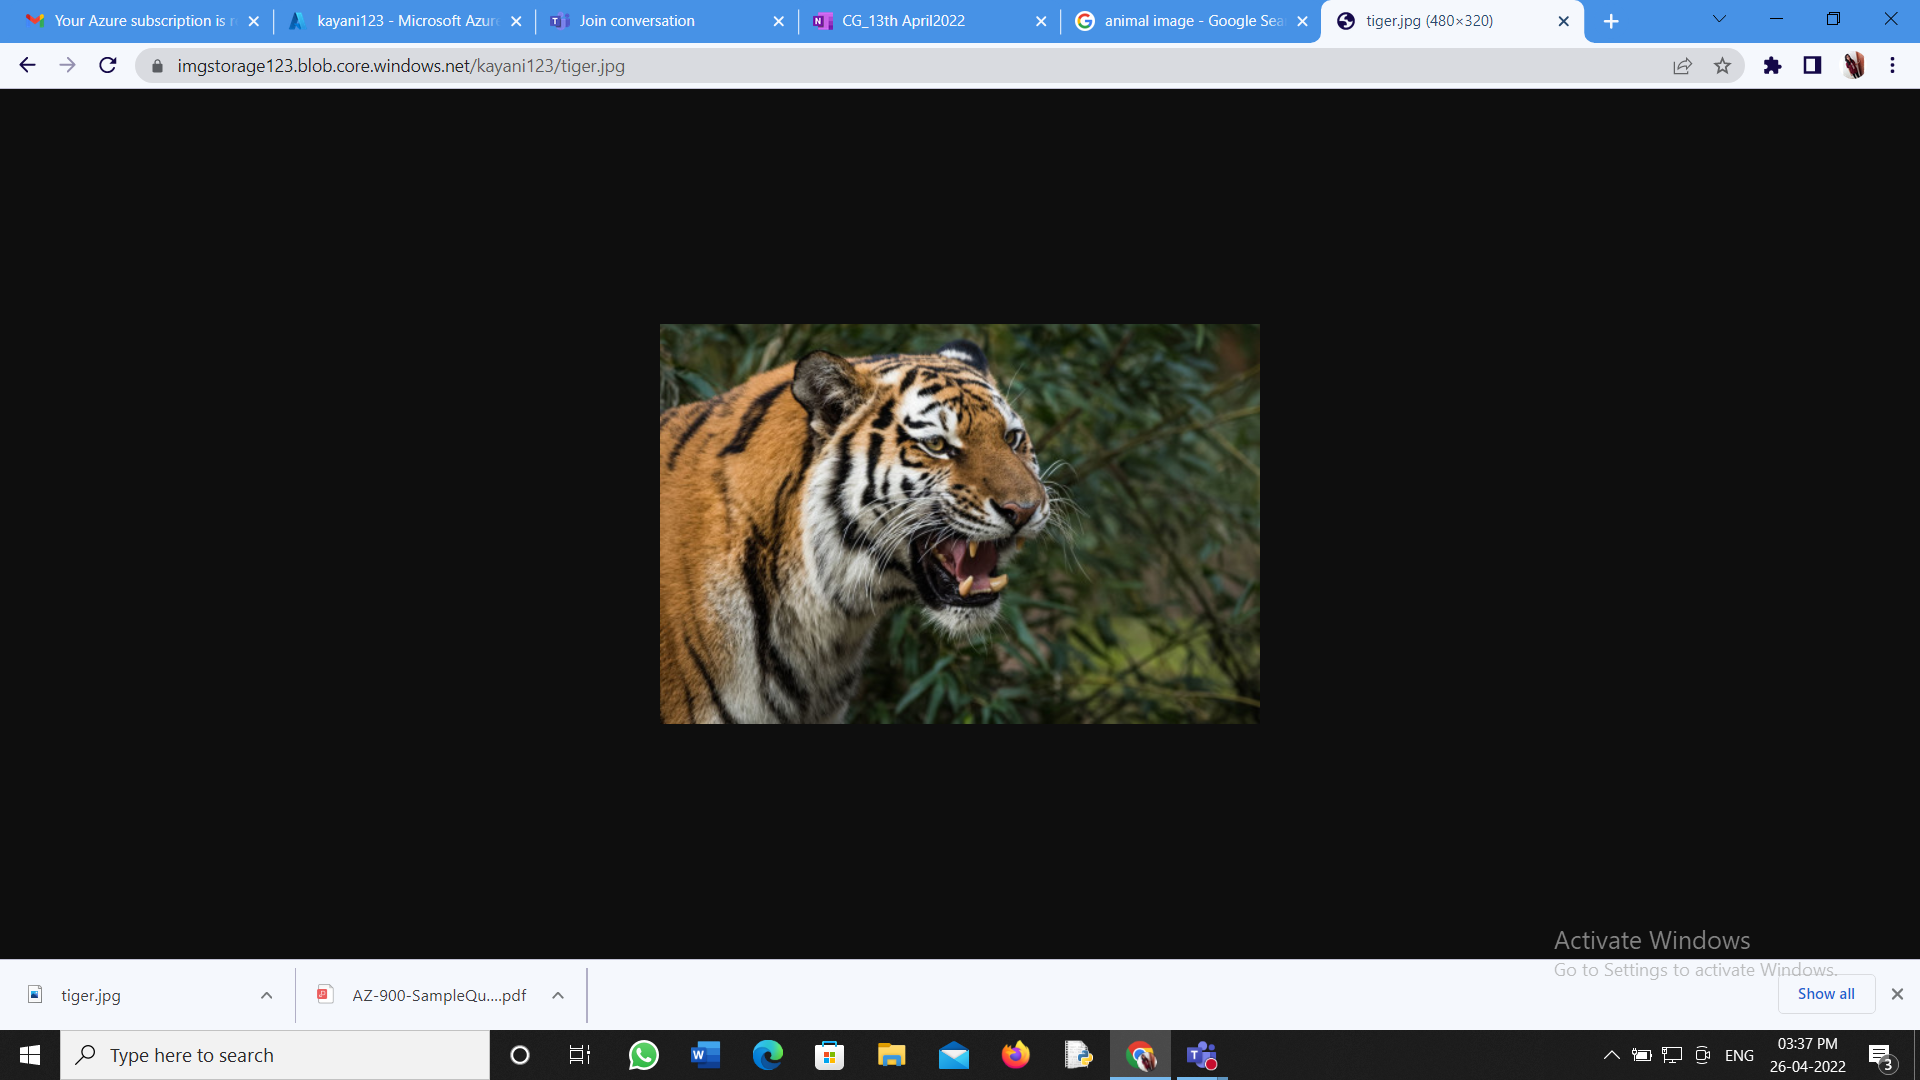 Your Azure subscription is r
kayani123 - Microsoft Azure
Join conversation
CG_13th April2022
animal image - Google Sea
tiger.jpg (480×320)
imgstorage123.blob.core.windows.net/kayani123/tiger.jpg
Activate Windows
Go to Settings to activate Windows.
tiger.jpg
AZ-900-SampleQu....pdf
Show all
Type here to search
ENG
03:37 PM
26-04-2022
3